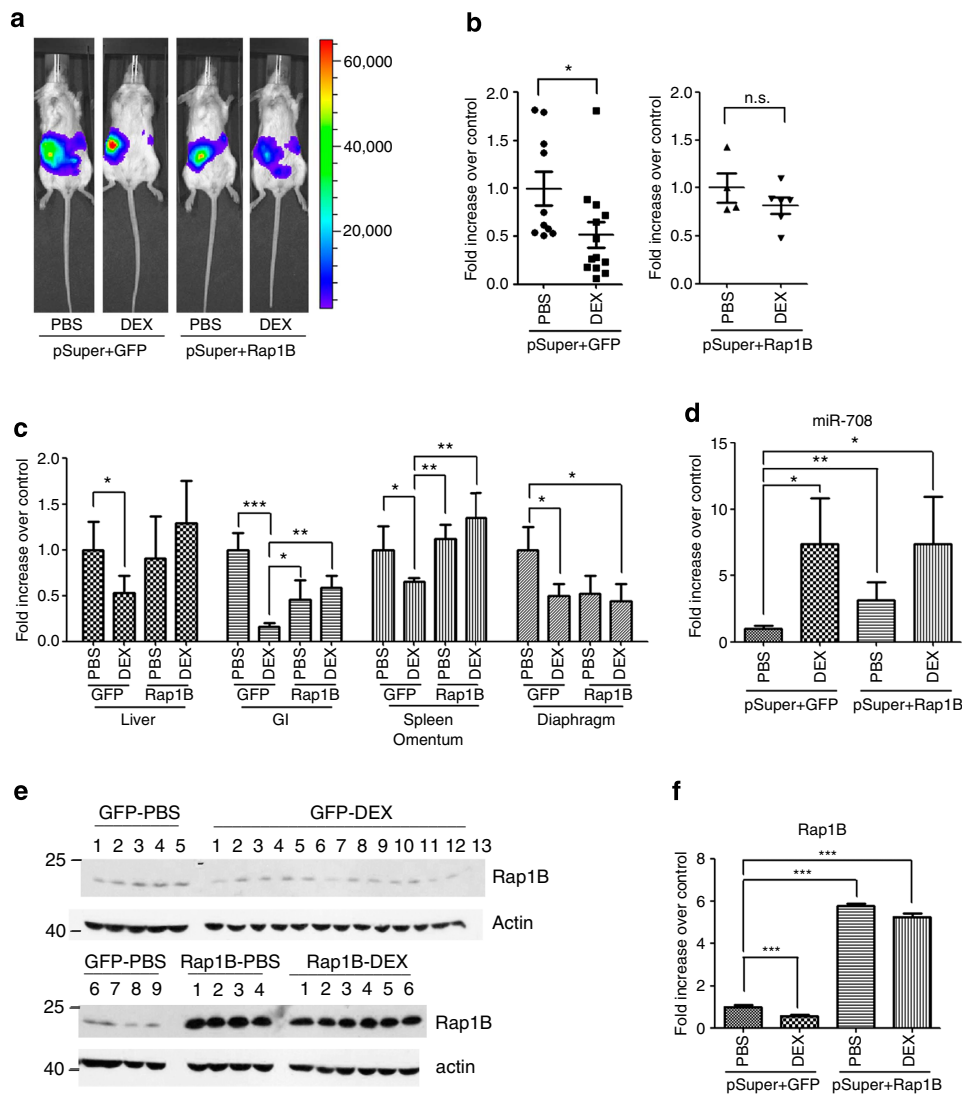 a
60,000
40,000
20,000
PBS DEX PBS DEX
pSuper+GFP pSuper+Rap1B
b
Fold increase over control
2.0
1.5
1.0
0.5
0.0
*
PBS DEX
pSuper+GFP
Fold increase over control
2.0
1.5
1.0
0.5
0.0
n.s.
PBS DEX
pSuper+Rap1B
c
Fold increase over control
2.0
1.5
1.0
0.5
0.0
* *** * ** * ** ** * *
PBS DEX PBS DEX PBS DEX PBS DEX PBS DEX PBS DEX PBS DEX PBS DEX
GFP Rap1B GFP Rap1B GFP Rap1B GFP Rap1B
Liver GI Spleen Diaphragm
Omentum
d
miR-708
Fold increase over control
15
10
5
0
*
**
*
PBS DEX PBS DEX
pSuper+GFP pSuper+Rap1B
e
GFP-PBS GFP-DEX
1 2 3 4 5 1 2 3 4 5 6 7 8 9 10 11 12 13
25
Rap1B
40
Actin
GFP-PBS Rap1B-PBS Rap1B-DEX
6 7 8 9 1 2 3 4 1 2 3 4 5 6
25
Rap1B
40
actin
f
Rap1B
Fold increase over control
8
6
4
2
0
***
***
***
PBS DEX PBS DEX
pSuper+GFP pSuper+Rap1B